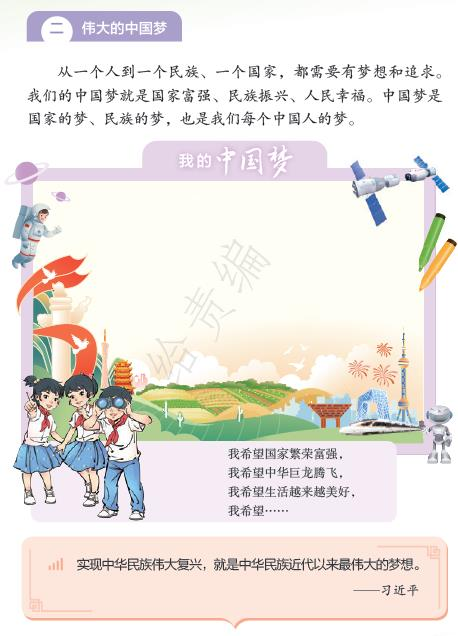 二 伟大的中国梦
从一个人到一个民族、一个国家，都需要有梦想和追求。
我们的中国梦就是国家富强、民族振兴、人民幸福。中国梦是
国家的梦、民族的梦，也是我们每个中国人的梦。
我的中国梦
给责编
我希望国家繁荣富强，
我希望中华巨龙腾飞，
我希望生活越来越美好，
我希望……
实现中华民族伟大复兴，就是中华民族近代以来最伟大的梦想。
——习近平